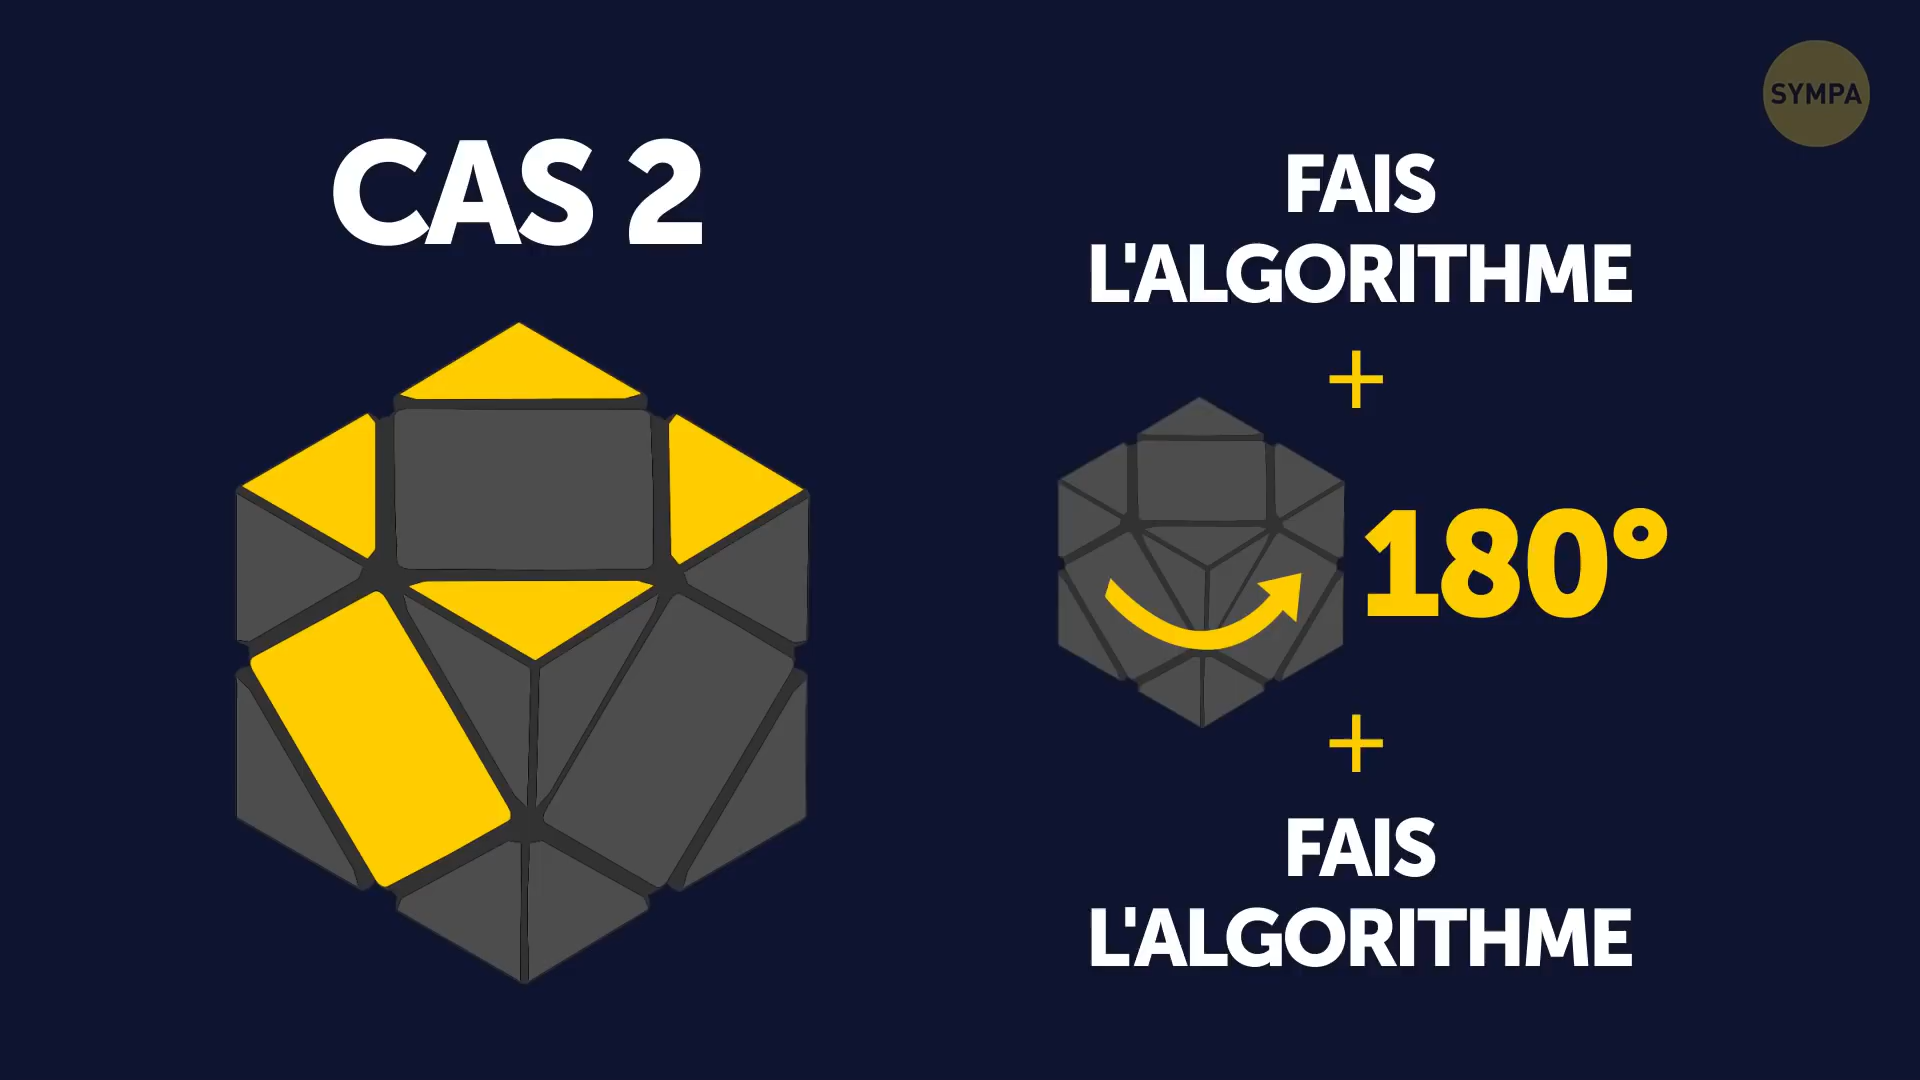 SYMPA
CAS 2
FAIS
L'ALGORITHME
+
180°
+
FAIS
L'ALGORITHME